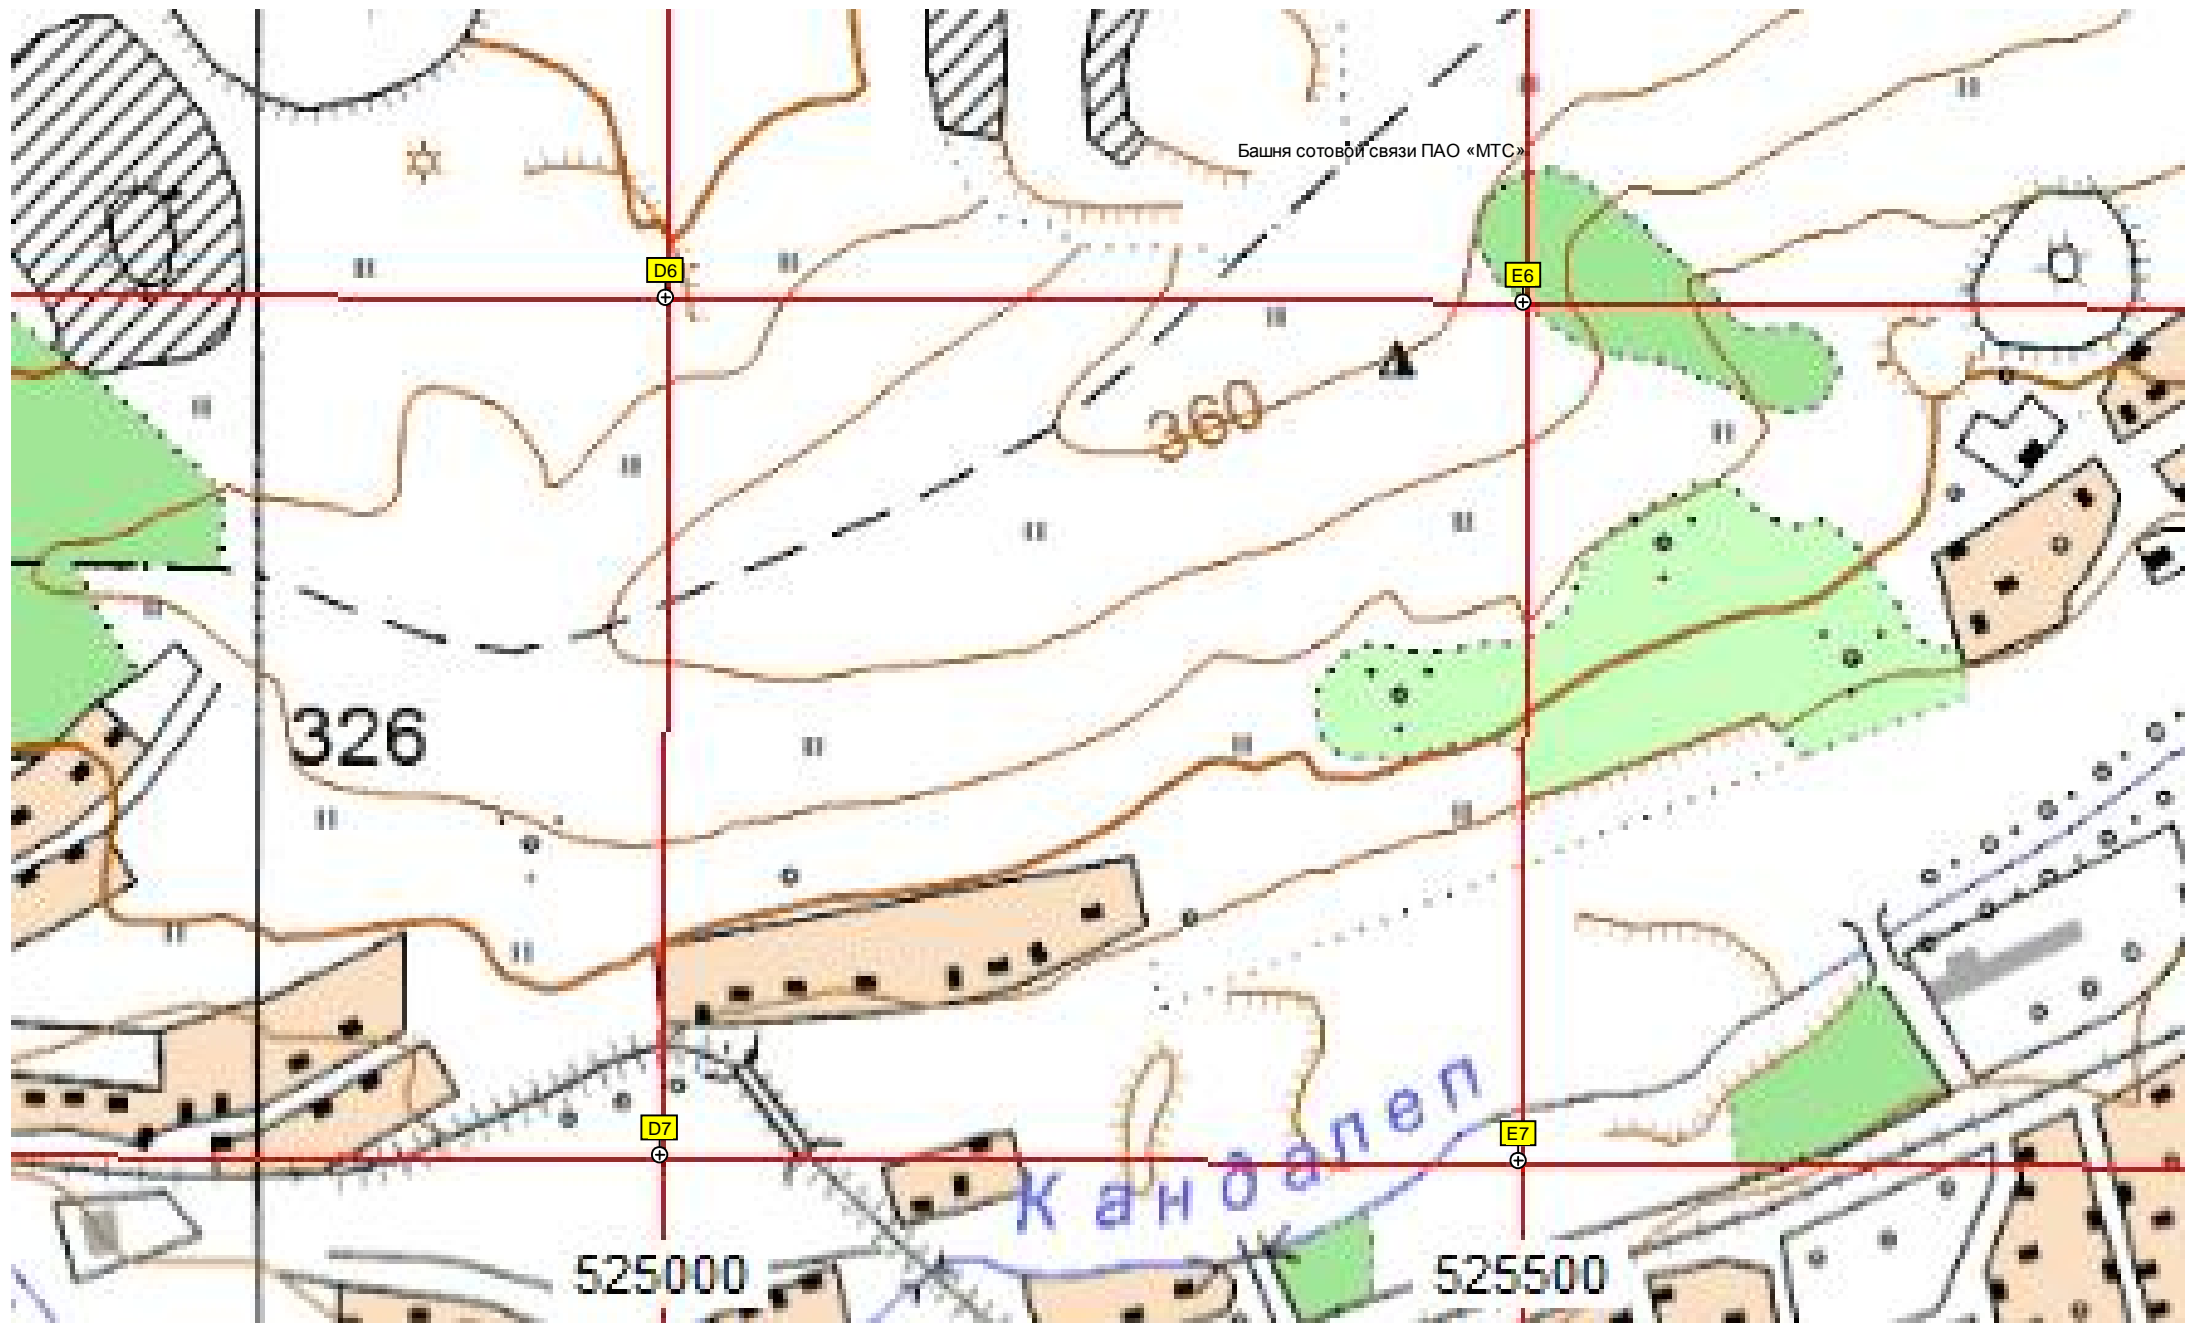 Башня сотовой связи ПАО «МТС»
D6
E6
360
326
D7
E7
Кандалеп
525000
525500